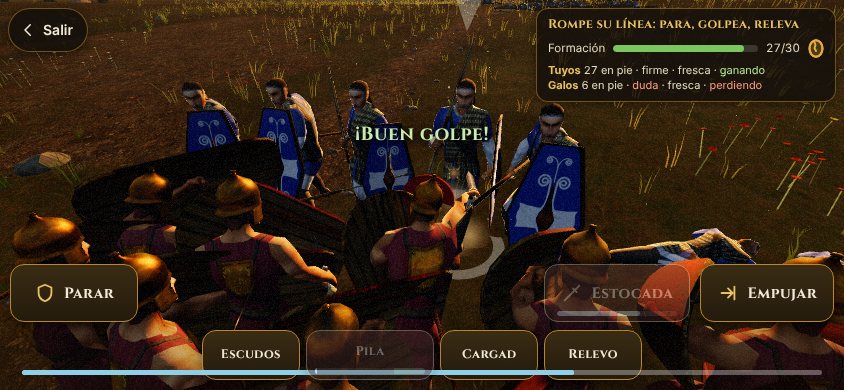 Salir
Rompe su línea: para, golpea, releva
Formación 27/30
Tuyos 27 en pie · firme · fresca · ganando
Galos 6 en pie · duda · fresca · perdiendo
¡Buen golpe!
Parar
Estocada
Empujar
Escudos
Pila
Cargad
Relevo